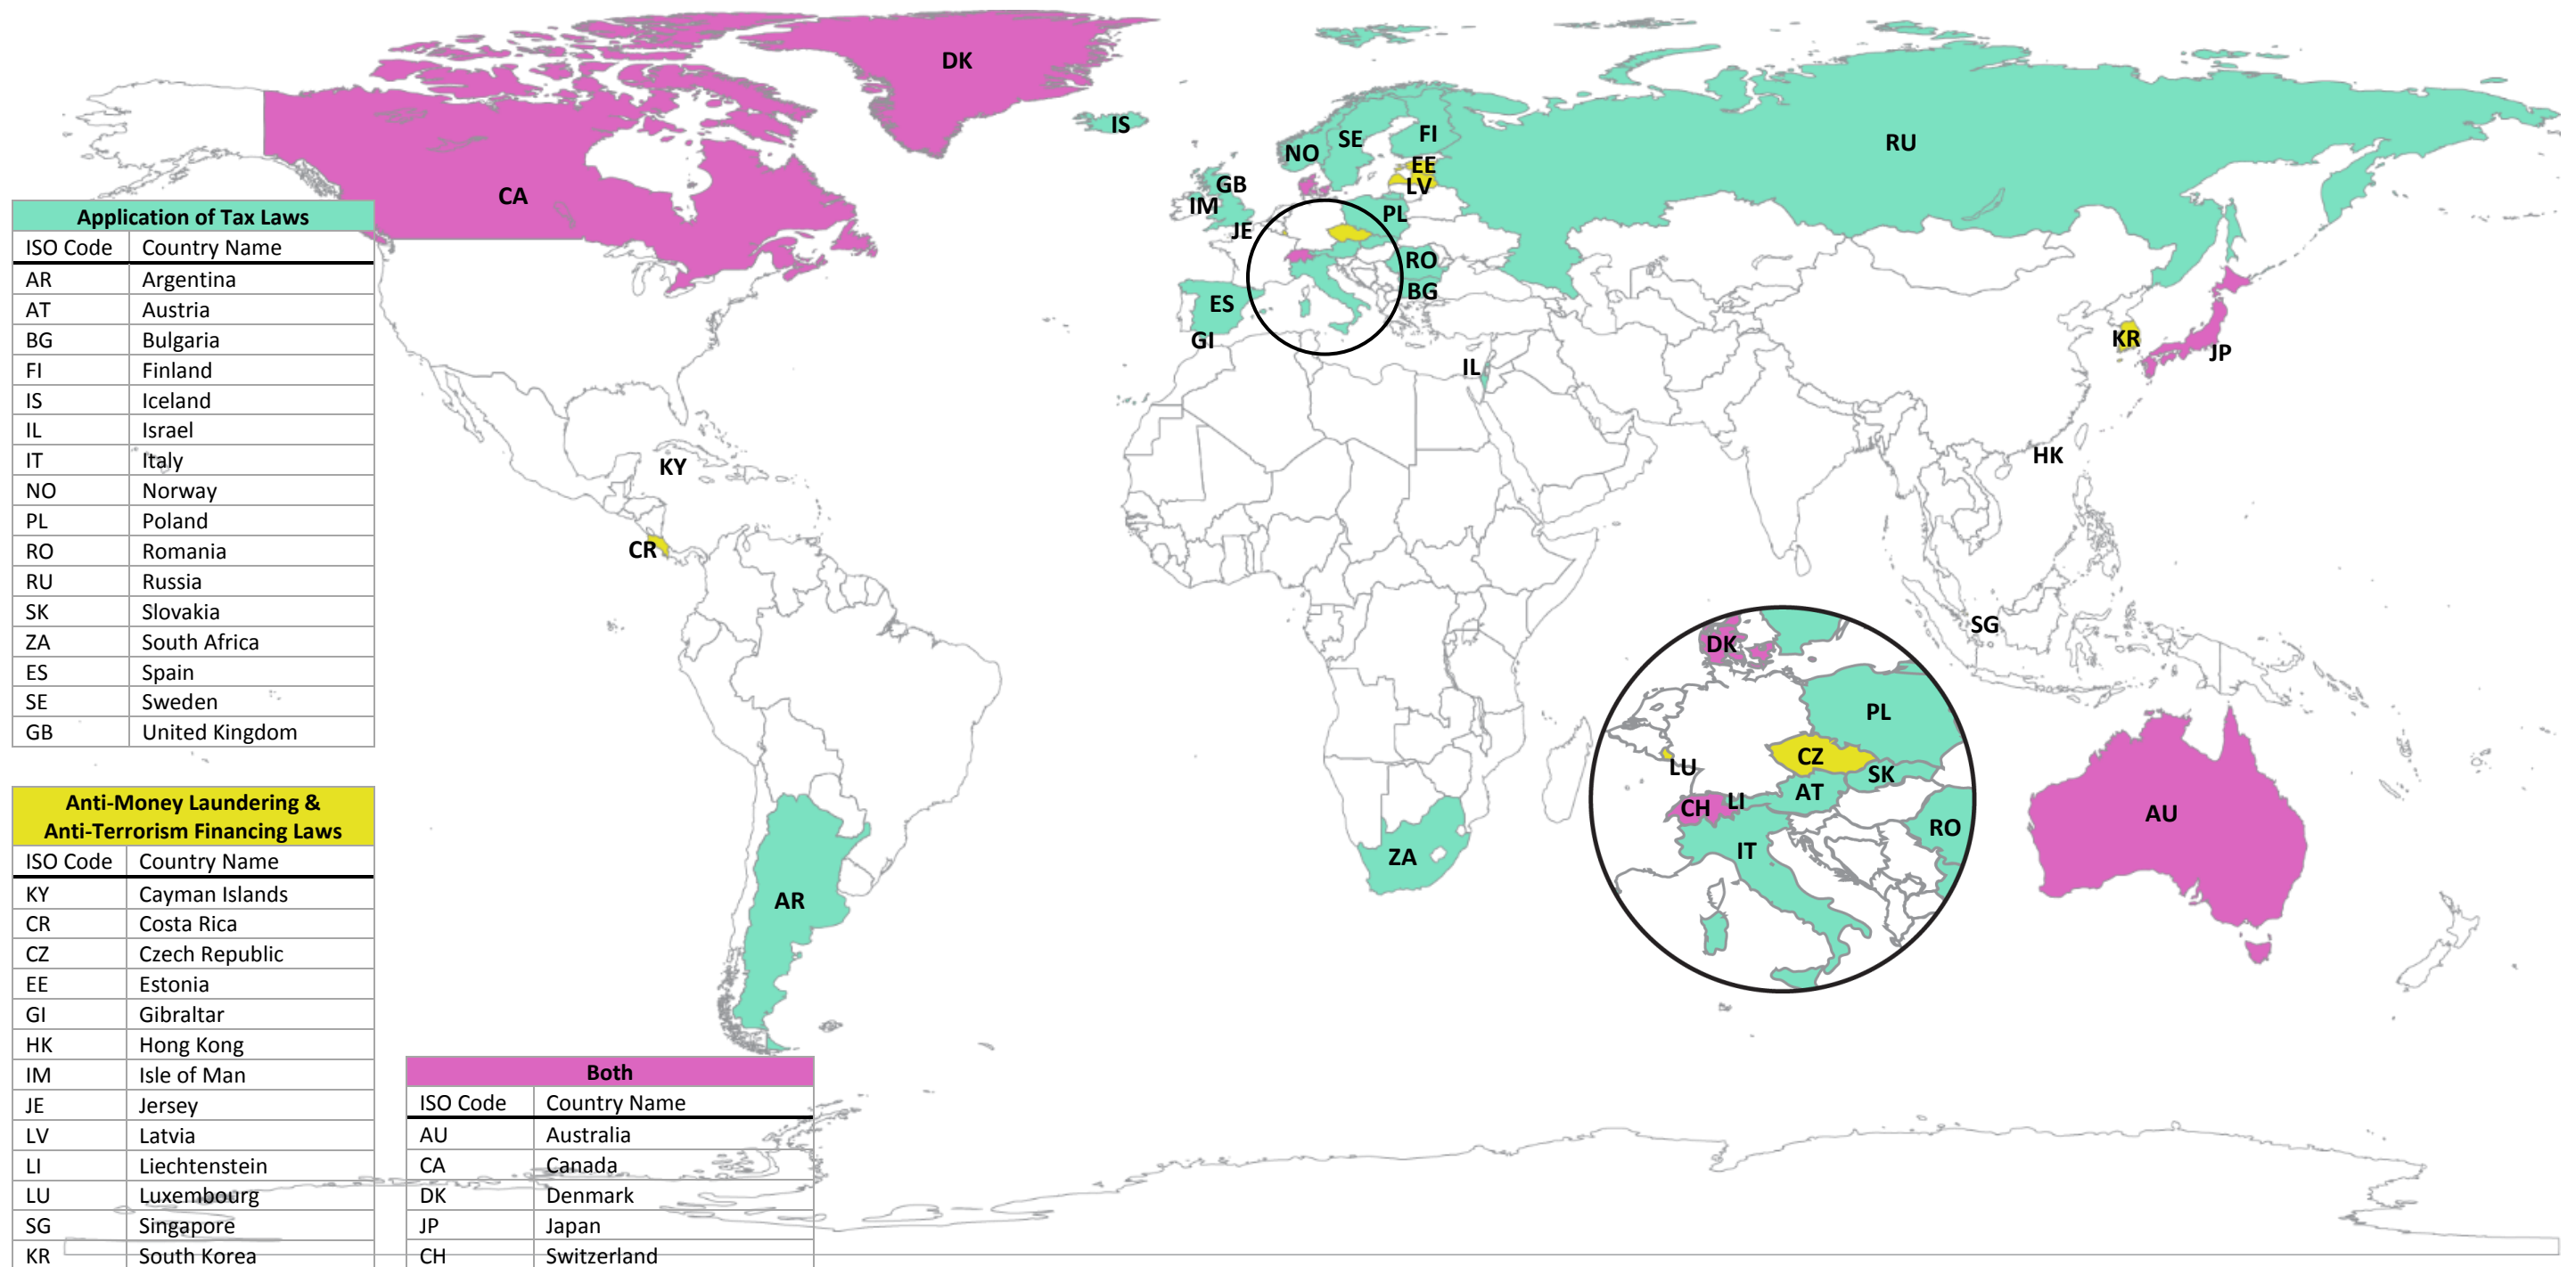 DK
IS
CA
NO
SE
FI
RU
EE
LV
GB
IM
JE
PL
RO
BG
ES
GI
IL
KR
JP
HK
KY
CR
SG
AR
ZA
AU
DK
PL
CZ
LU
SK
AT
CH
LI
RO
IT
Application of Tax Laws
ISO Code Country Name
AR Argentina
AT Austria
BG Bulgaria
FI Finland
IS Iceland
IL Israel
IT Italy
NO Norway
PL Poland
RO Romania
RU Russia
SK Slovakia
ZA South Africa
ES Spain
SE Sweden
GB United Kingdom
Anti-Money Laundering &
Anti-Terrorism Financing Laws
ISO Code Country Name
KY Cayman Islands
CR Costa Rica
CZ Czech Republic
EE Estonia
GI Gibraltar
HK Hong Kong
IM Isle of Man
JE Jersey
LV Latvia
LI Liechtenstein
LU Luxembourg
SG Singapore
KR South Korea
Both
ISO Code Country Name
AU Australia
CA Canada
DK Denmark
JP Japan
CH Switzerland